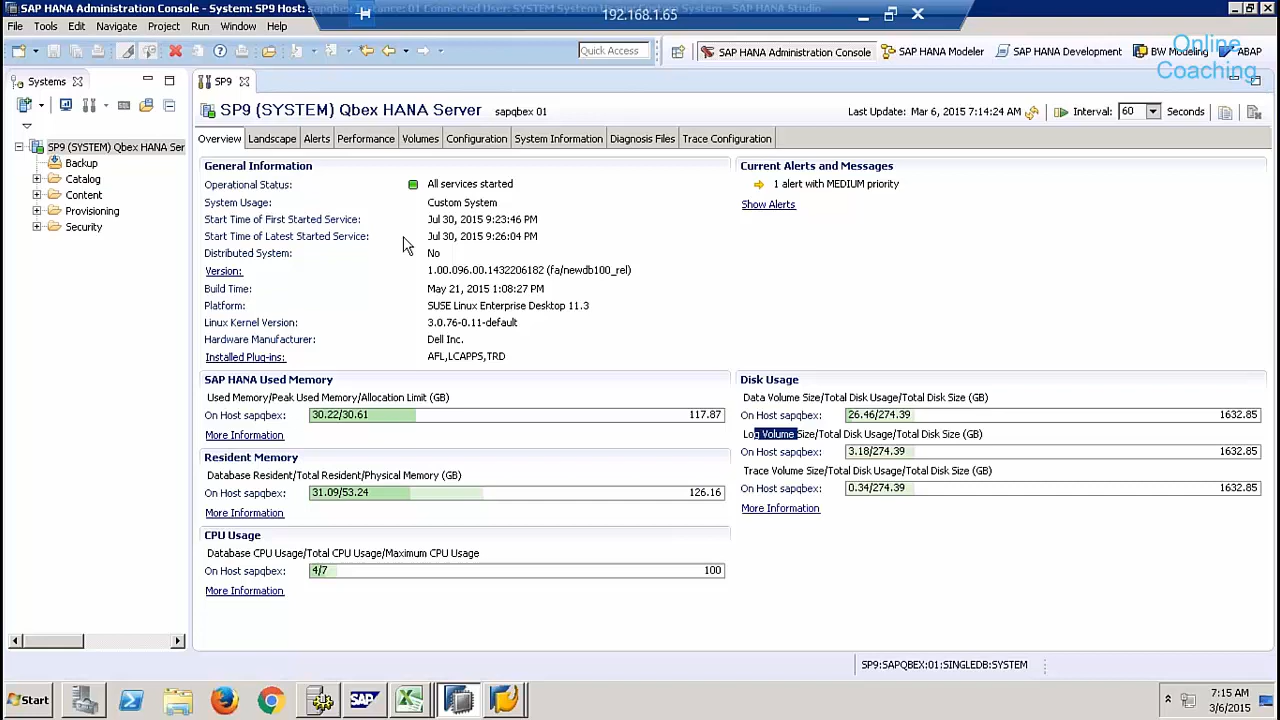 SAP HANA Administration Console - System: SP9 Host:
192.168.1.65
HANA Studio
File Tools Edit Navigate Project Run Window Help
Quick Access
SAP HANA Administration Console
SAP HANA Modeler
SAP HANA Development
BW Modeling
ABAP
Online
Coaching
Systems
SP9
SP9 (SYSTEM) Qbex HANA Server sapqbex 01
Last Update: Mar 6, 2015 7:14:24 AM
Interval: 60 Seconds
Overview Landscape Alerts Performance Volumes Configuration System Information Diagnosis Files Trace Configuration
SP9 (SYSTEM) Qbex HANA Ser
Backup
Catalog
Content
Provisioning
Security
General Information
Operational Status: All services started
System Usage: Custom System
Start Time of First Started Service: Jul 30, 2015 9:23:46 PM
Start Time of Latest Started Service: Jul 30, 2015 9:26:04 PM
Distributed System: No
Version: 1.00.096.00.1432206182 (fa/newdb100_rel)
Build Time: May 21, 2015 1:08:27 PM
Platform: SUSE Linux Enterprise Desktop 11.3
Linux Kernel Version: 3.0.76-0.11-default
Hardware Manufacturer: Dell Inc.
Installed Plug-ins: AFL,LCAPPS,TRD
Current Alerts and Messages
1 alert with MEDIUM priority
Show Alerts
SAP HANA Used Memory
Used Memory/Peak Used Memory/Allocation Limit (GB)
On Host sapqbex: 30.22/30.61 117.87
More Information
Resident Memory
Database Resident/Total Resident/Physical Memory (GB)
On Host sapqbex: 31.09/53.24 126.16
More Information
CPU Usage
Database CPU Usage/Total CPU Usage/Maximum CPU Usage
On Host sapqbex: 4/7 100
More Information
Disk Usage
Data Volume Size/Total Disk Usage/Total Disk Size (GB)
On Host sapqbex: 26.46/274.39 1632.85
Log Volume Size/Total Disk Usage/Total Disk Size (GB)
On Host sapqbex: 3.18/274.39 1632.85
Trace Volume Size/Total Disk Usage/Total Disk Size (GB)
On Host sapqbex: 0.34/274.39 1632.85
More Information
SP9:SAPQBEX:01:SINGLEDB:SYSTEM
Start
SAP
7:15 AM
3/6/2015